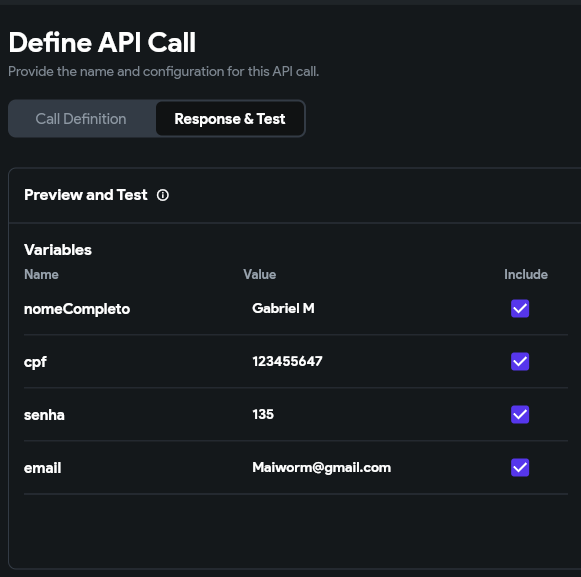 Define API Call
Provide the name and configuration for this API call.
Call Definition Response & Test
Preview and Test
Variables
Name Value Include
nomeCompleto Gabriel M
cpf 123455647
senha 135
email Maiworm@gmail.com